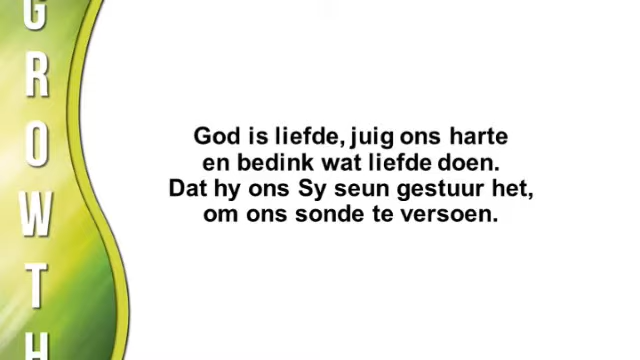 GROWTH
God is liefde, juig ons harte
en bedink wat liefde doen.
Dat hy ons Sy seun gestuur het,
om ons sonde te versoen.